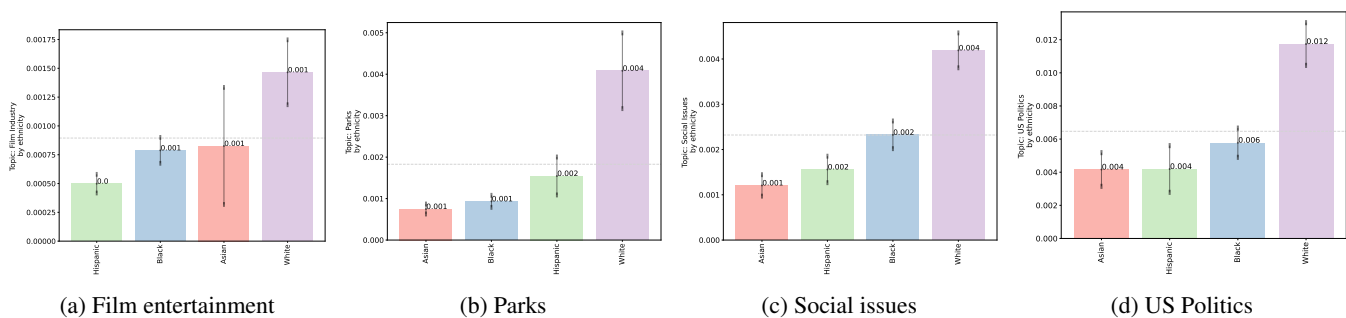 0.00175
0.00150
0.00125
0.00100
0.00075
0.00050
0.00025
0.00000
Topic: Film Industry
by ethnicity
0.0
0.001
0.001
0.001
Hispanic
Black
Asian
White
(a) Film entertainment
0.005
0.004
0.003
0.002
0.001
0.000
Topic: Parks
by ethnicity
0.001
0.001
0.002
0.004
Asian
Black
Hispanic
White
(b) Parks
0.004
0.003
0.002
0.001
0.000
Topic: Social Issues
by ethnicity
0.001
0.002
0.002
0.004
Asian
Hispanic
Black
White
(c) Social issues
0.012
0.010
0.008
0.006
0.004
0.002
0.000
Topic: US Politics
by ethnicity
0.004
0.004
0.006
0.012
Asian
Hispanic
Black
White
(d) US Politics